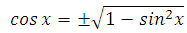 cos x = ±√(1 − sin²x)